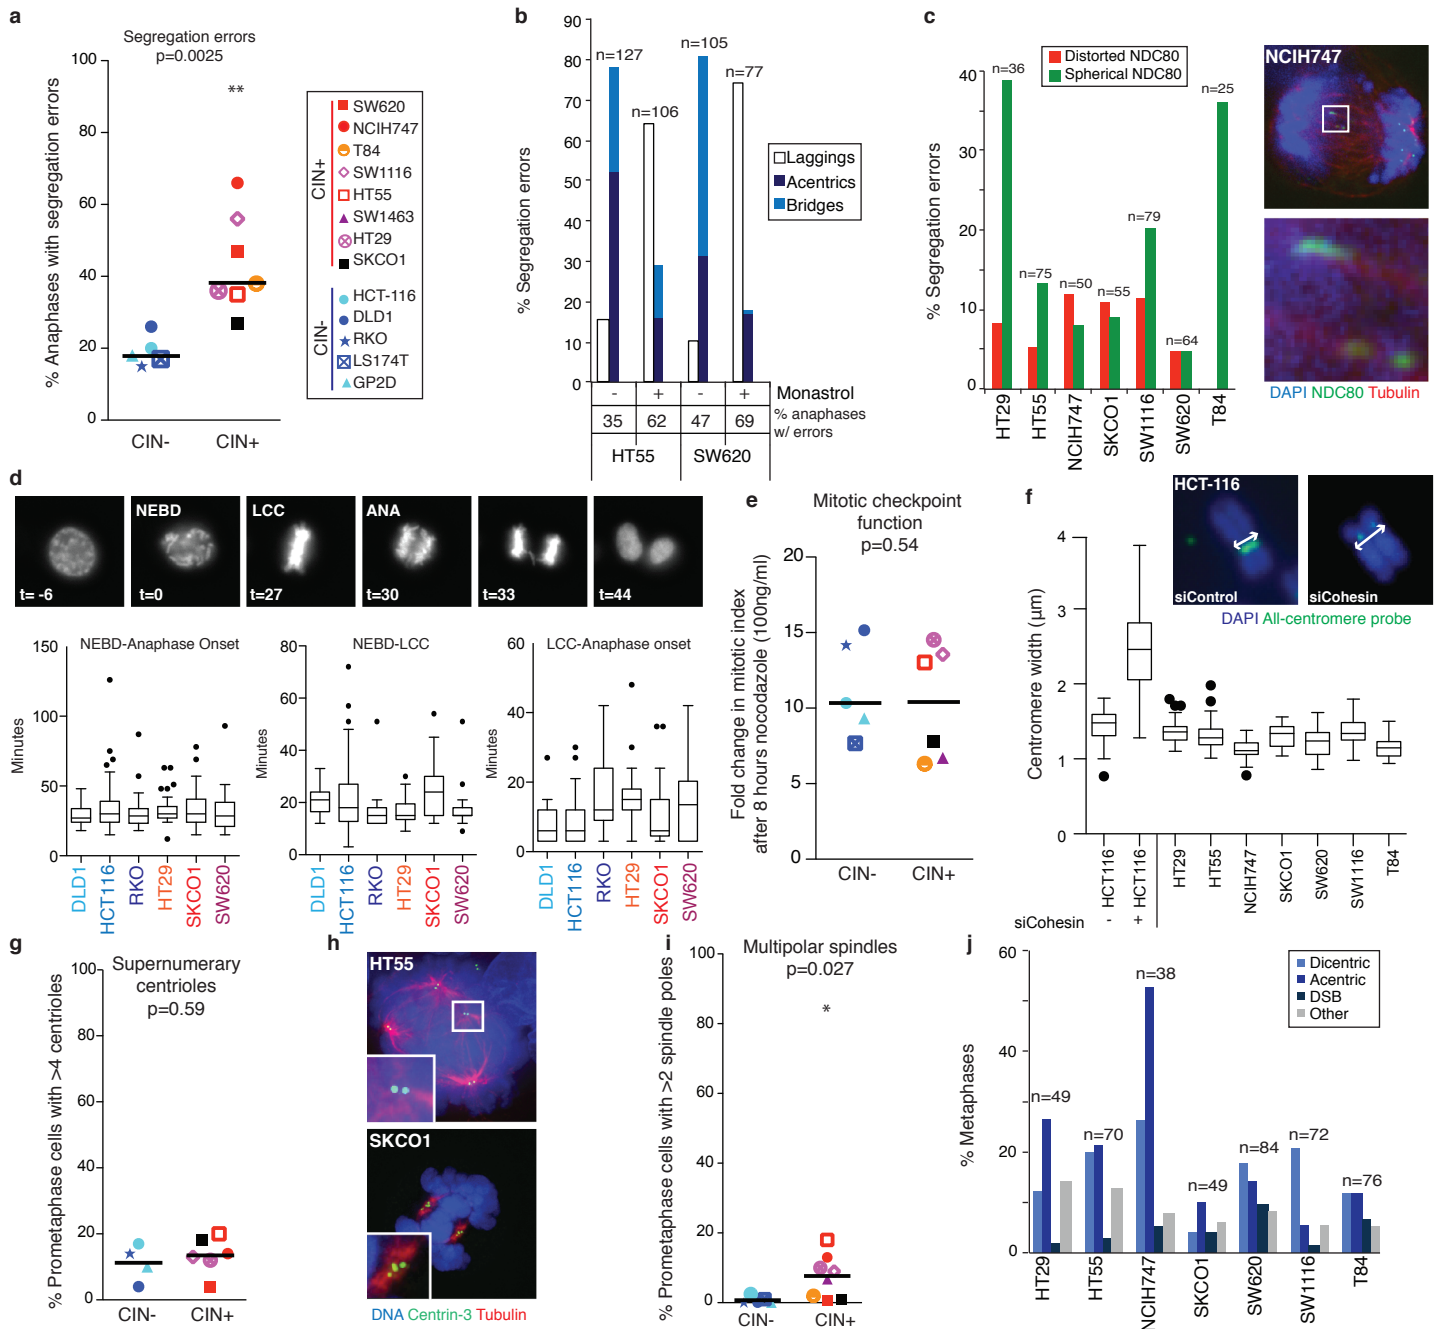 a
Segregation errors
p=0.0025
**
% Anaphases with segregation errors
100
80
60
40
20
0
CIN-
CIN+
CIN+
SW620
NCIH747
T84
SW1116
HT55
SW1463
HT29
SKCO1
CIN-
HCT-116
DLD1
RKO
LS174T
GP2D
b
% Segregation errors
90
80
70
60
50
40
30
20
10
0
n=127
n=106
n=105
n=77
Laggings
Acentrics
Bridges
- + - + Monastrol
35 62 47 69 % anaphases
w/ errors
HT55 SW620
c
% Segregation errors
40
30
20
10
0
Distorted NDC80
Spherical NDC80
n=36
n=75
n=50
n=55
n=79
n=64
n=25
HT29
HT55
NCIH747
SKCO1
SW1116
SW620
T84
NCIH747
DAPI NDC80 Tubulin
d
NEBD
LCC
ANA
t= -6
t=0
t=27
t=30
t=33
t=44
NEBD-Anaphase Onset
Minutes
150
100
50
0
DLD1
HCT116
RKO
HT29
SKCO1
SW620
NEBD-LCC
Minutes
80
60
40
20
0
DLD1
HCT116
RKO
HT29
SKCO1
SW620
LCC-Anaphase onset
Minutes
60
40
20
0
DLD1
HCT116
RKO
HT29
SKCO1
SW620
e
Mitotic checkpoint
function
p=0.54
Fold change in mitotic index
after 8 hours nocodazole (100ng/ml)
20
15
10
5
0
CIN-
CIN+
f
HCT-116
siControl
siCohesin
DAPI All-centromere probe
Centromere width (µm)
4
3
2
1
0
HCT116
HCT116
HT29
HT55
NCIH747
SKCO1
SW620
SW1116
T84
siCohesin - +
g
Supernumerary
centrioles
p=0.59
% Prometaphase cells with >4 centrioles
100
80
60
40
20
0
CIN-
CIN+
h
HT55
SKCO1
DNA Centrin-3 Tubulin
i
Multipolar spindles
p=0.027
*
% Prometaphase cells with >2 spindle poles
100
80
60
40
20
0
CIN-
CIN+
j
% Metaphases
60
40
20
0
Dicentric
Acentric
DSB
Other
n=49
n=70
n=38
n=49
n=84
n=72
n=76
HT29
HT55
NCIH747
SKCO1
SW620
SW1116
T84